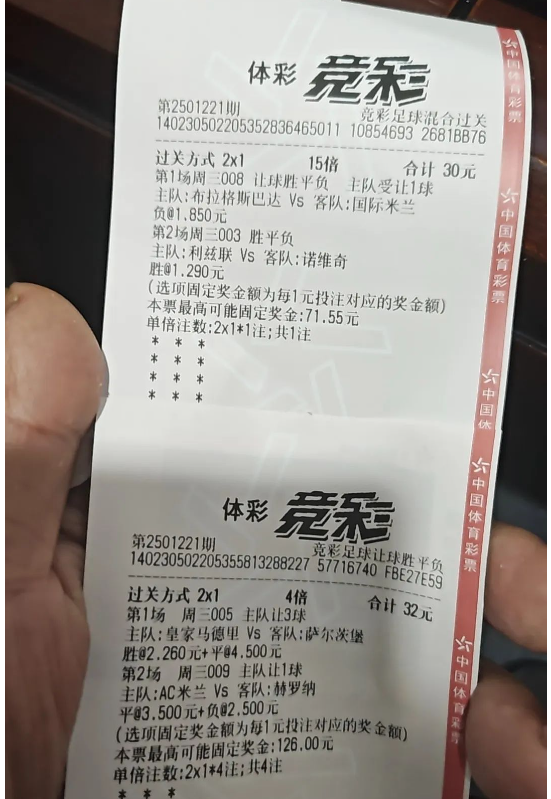 体彩 竞彩
第2501221期 竞彩足球混合过关
140230502205352836465011 10854693 2681BB76
过关方式 2x1 15倍 合计 30元
第1场周三008 让球胜平负 主队受让1球
主队:布拉格斯巴达 Vs 客队:国际米兰
负@1.850元
第2场周三003 胜平负
主队:利兹联 Vs 客队:诺维奇
胜@1.290元
(选项固定奖金额为每1元投注对应的奖金额)
本票最高可能固定奖金:71.55元
单倍注数:2x1*1注;共1注
* * *
* * *
* * *
* * *
体彩 竞彩
第2501221期 竞彩足球让球胜平负
140230502205355813288227 57716740 FBE27E59
过关方式 2x1 4倍 合计 32元
第1场 周三005 主队让3球
主队:皇家马德里 Vs 客队:萨尔茨堡
胜@2.260元+平@4.500元
第2场 周三009 主队让1球
主队:AC米兰 Vs 客队:赫罗纳
平@3.500元+负@2.500元
(选项固定奖金额为每1元投注对应的奖金额)
本票最高可能固定奖金:126.00元
单倍注数:2x1*4注;共4注
* * *
中国体育彩票
中国体育彩票
中国体
中国体育彩票
中国体育彩票